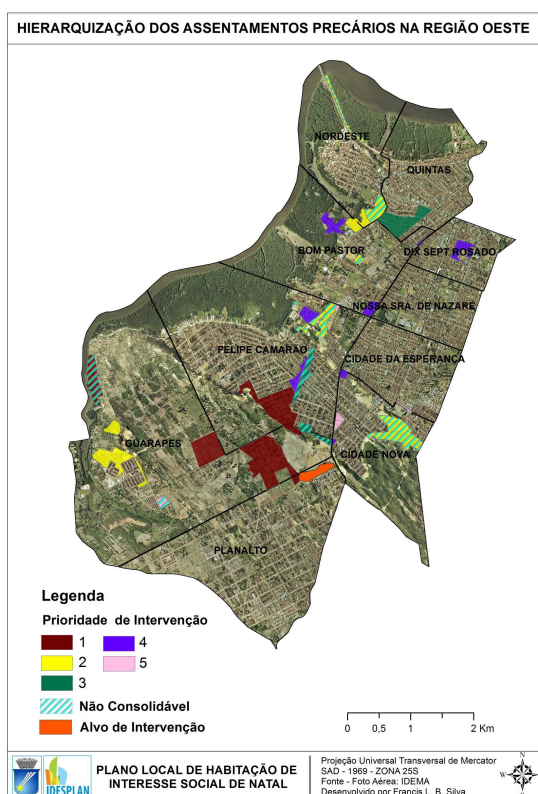 HIERARQUIZAÇÃO DOS ASSENTAMENTOS PRECÁRIOS NA REGIÃO OESTE
NORDESTE
QUINTAS
BOM PASTOR
DIX SEPT ROSADO
NOSSA SRA. DE NAZARÉ
FELIPE CAMARÃO
CIDADE DA ESPERANÇA
GUARAPES
CIDADE NOVA
PLANALTO
Legenda
Prioridade de Intervenção
1
4
2
5
3
Não Consolidável
Alvo de Intervenção
0 0,5 1 2 Km
IDESPLAN
PLANO LOCAL DE HABITAÇÃO DE
INTERESSE SOCIAL DE NATAL
Projeção Universal Transversal de Mercator
SAD - 1969 - ZONA 25S
Fonte - Foto Aérea: IDEMA
Desenvolvido por Francis L. B. Silva
N
W